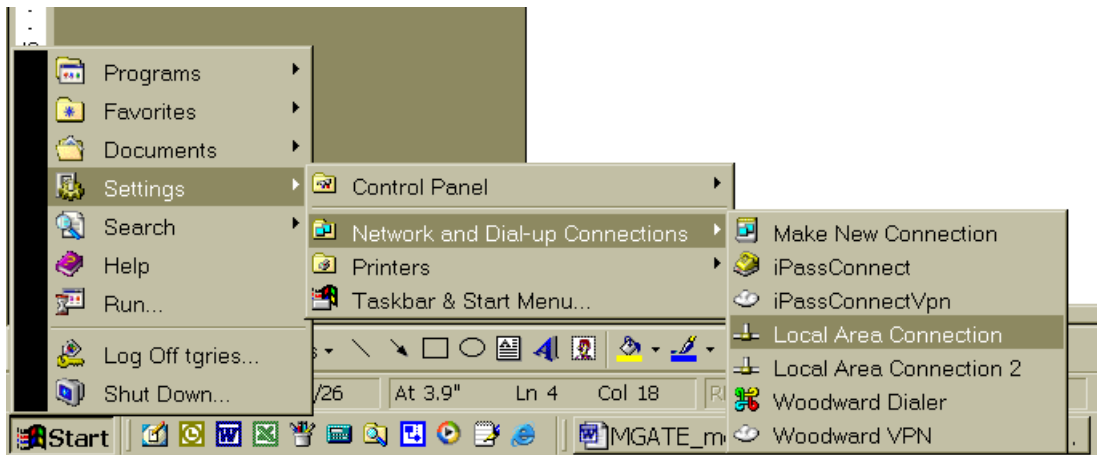 Programs
Favorites
Documents
Settings
Search
Help
Run...
Log Off tgries...
Shut Down...
Control Panel
Network and Dial-up Connections
Printers
Taskbar & Start Menu...
Make New Connection
iPassConnect
iPassConnectVpn
Local Area Connection
Local Area Connection 2
Woodward Dialer
Woodward VPN
/26 At 3.9" Ln 4 Col 18
Start MGATE_m